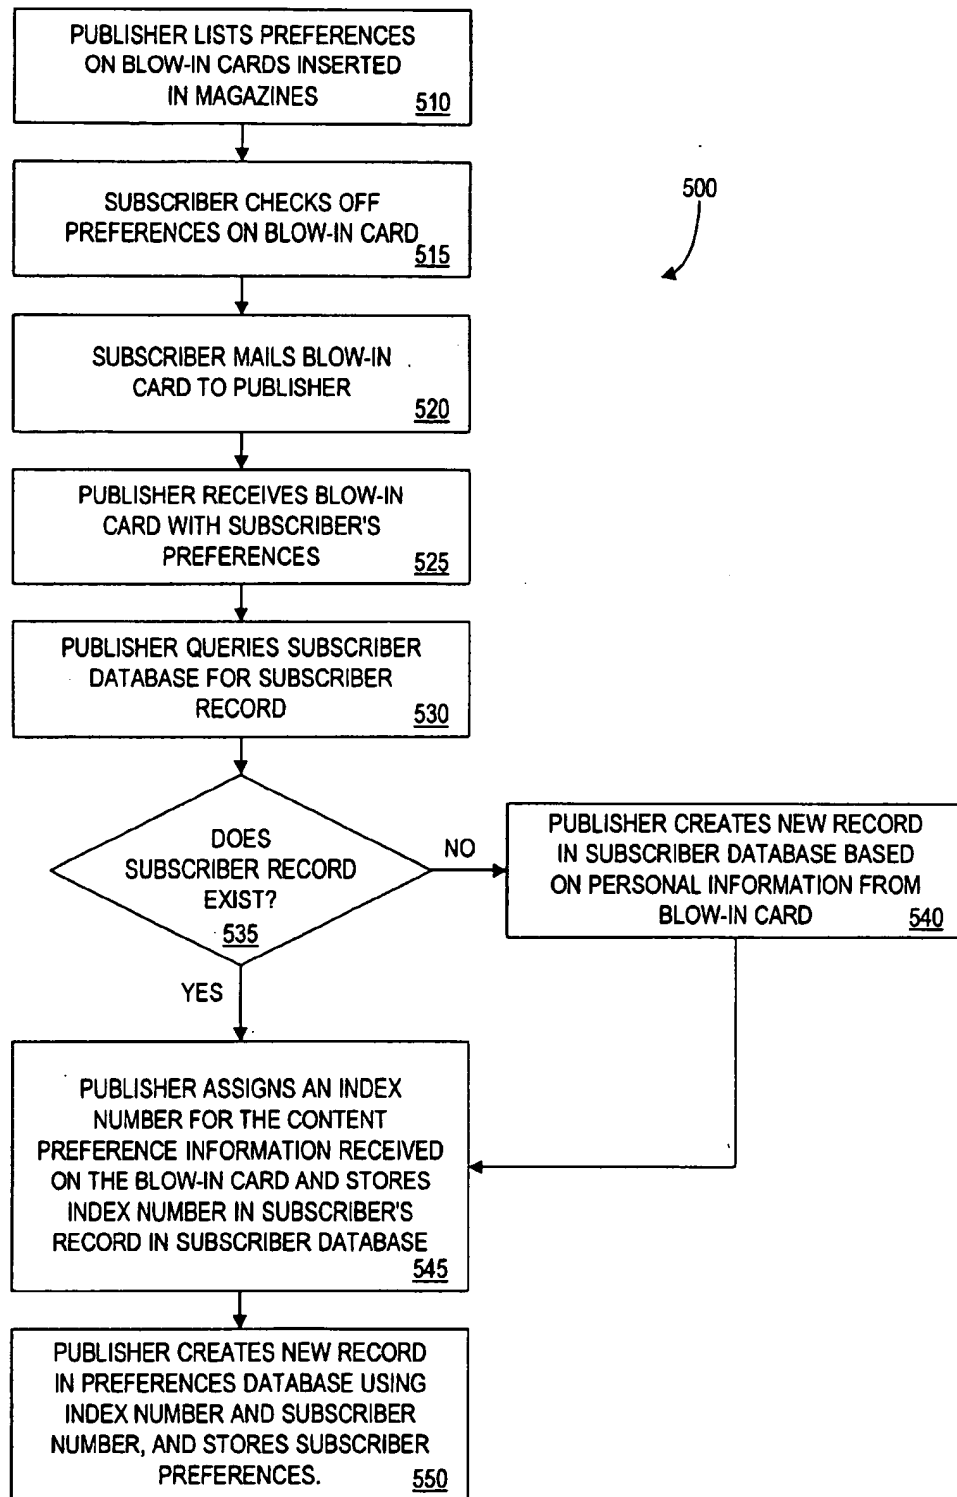 PUBLISHER LISTS PREFERENCES
ON BLOW-IN CARDS INSERTED
IN MAGAZINES
510
500
SUBSCRIBER CHECKS OFF
PREFERENCES ON BLOW-IN CARD
515
SUBSCRIBER MAILS BLOW-IN
CARD TO PUBLISHER
520
PUBLISHER RECEIVES BLOW-IN
CARD WITH SUBSCRIBER'S
PREFERENCES
525
PUBLISHER QUERIES SUBSCRIBER
DATABASE FOR SUBSCRIBER
RECORD
530
DOES
SUBSCRIBER RECORD
EXIST?
535
NO
PUBLISHER CREATES NEW RECORD
IN SUBSCRIBER DATABASE BASED
ON PERSONAL INFORMATION FROM
BLOW-IN CARD
540
YES
PUBLISHER ASSIGNS AN INDEX
NUMBER FOR THE CONTENT
PREFERENCE INFORMATION RECEIVED
ON THE BLOW-IN CARD AND STORES
INDEX NUMBER IN SUBSCRIBER'S
RECORD IN SUBSCRIBER DATABASE
545
PUBLISHER CREATES NEW RECORD
IN PREFERENCES DATABASE USING
INDEX NUMBER AND SUBSCRIBER
NUMBER, AND STORES SUBSCRIBER
PREFERENCES.
550